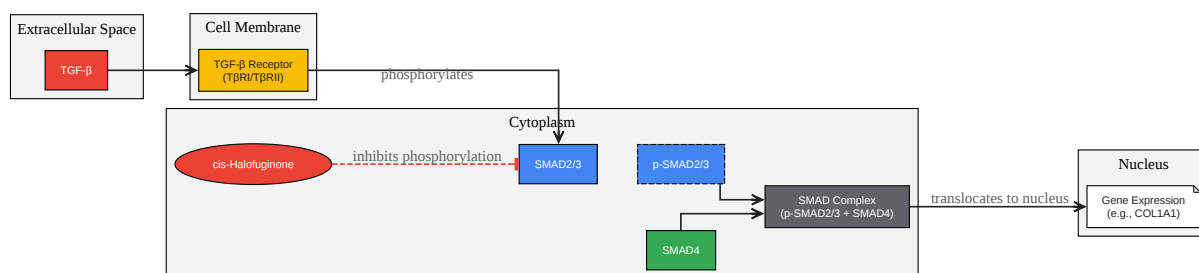 Extracellular Space
TGF-β
Cell Membrane
TGF-β Receptor
(TβRI/TβRII)
phosphorylates
Cytoplasm
cis-Halofuginone
inhibits phosphorylation
SMAD2/3
p-SMAD2/3
SMAD4
SMAD Complex
(p-SMAD2/3 + SMAD4)
translocates to nucleus
Nucleus
Gene Expression
(e.g., COL1A1)